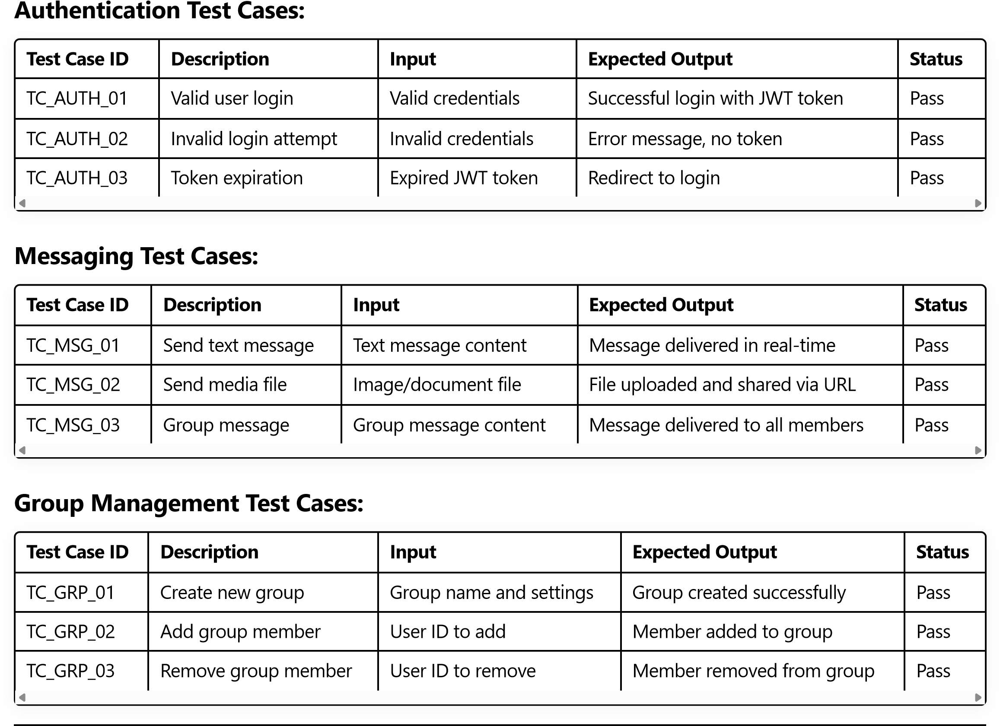 Authentication Test Cases:
Test Case ID Description Input Expected Output Status
TC_AUTH_01 Valid user login Valid credentials Successful login with JWT token Pass
TC_AUTH_02 Invalid login attempt Invalid credentials Error message, no token Pass
TC_AUTH_03 Token expiration Expired JWT token Redirect to login Pass
Messaging Test Cases:
Test Case ID Description Input Expected Output Status
TC_MSG_01 Send text message Text message content Message delivered in real-time Pass
TC_MSG_02 Send media file Image/document file File uploaded and shared via URL Pass
TC_MSG_03 Group message Group message content Message delivered to all members Pass
Group Management Test Cases:
Test Case ID Description Input Expected Output Status
TC_GRP_01 Create new group Group name and settings Group created successfully Pass
TC_GRP_02 Add group member User ID to add Member added to group Pass
TC_GRP_03 Remove group member User ID to remove Member removed from group Pass